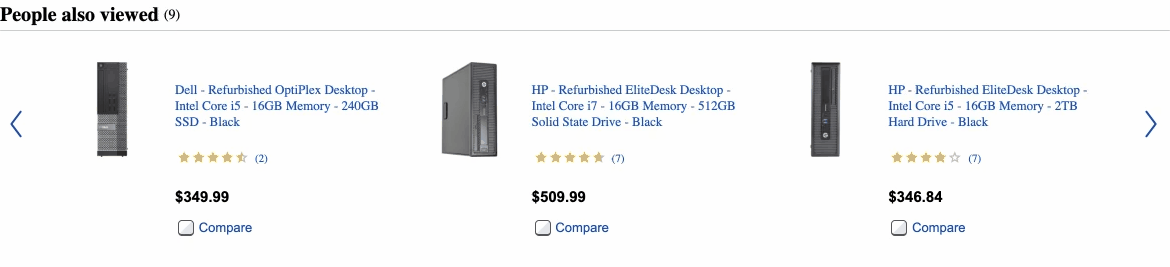 People also viewed (9)
Dell - Refurbished OptiPlex Desktop -
Intel Core i5 - 16GB Memory - 240GB
SSD - Black
(2)
$349.99
Compare
HP - Refurbished EliteDesk Desktop -
Intel Core i7 - 16GB Memory - 512GB
Solid State Drive - Black
(7)
$509.99
Compare
HP - Refurbished EliteDesk Desktop -
Intel Core i5 - 16GB Memory - 2TB
Hard Drive - Black
(7)
$346.84
Compare